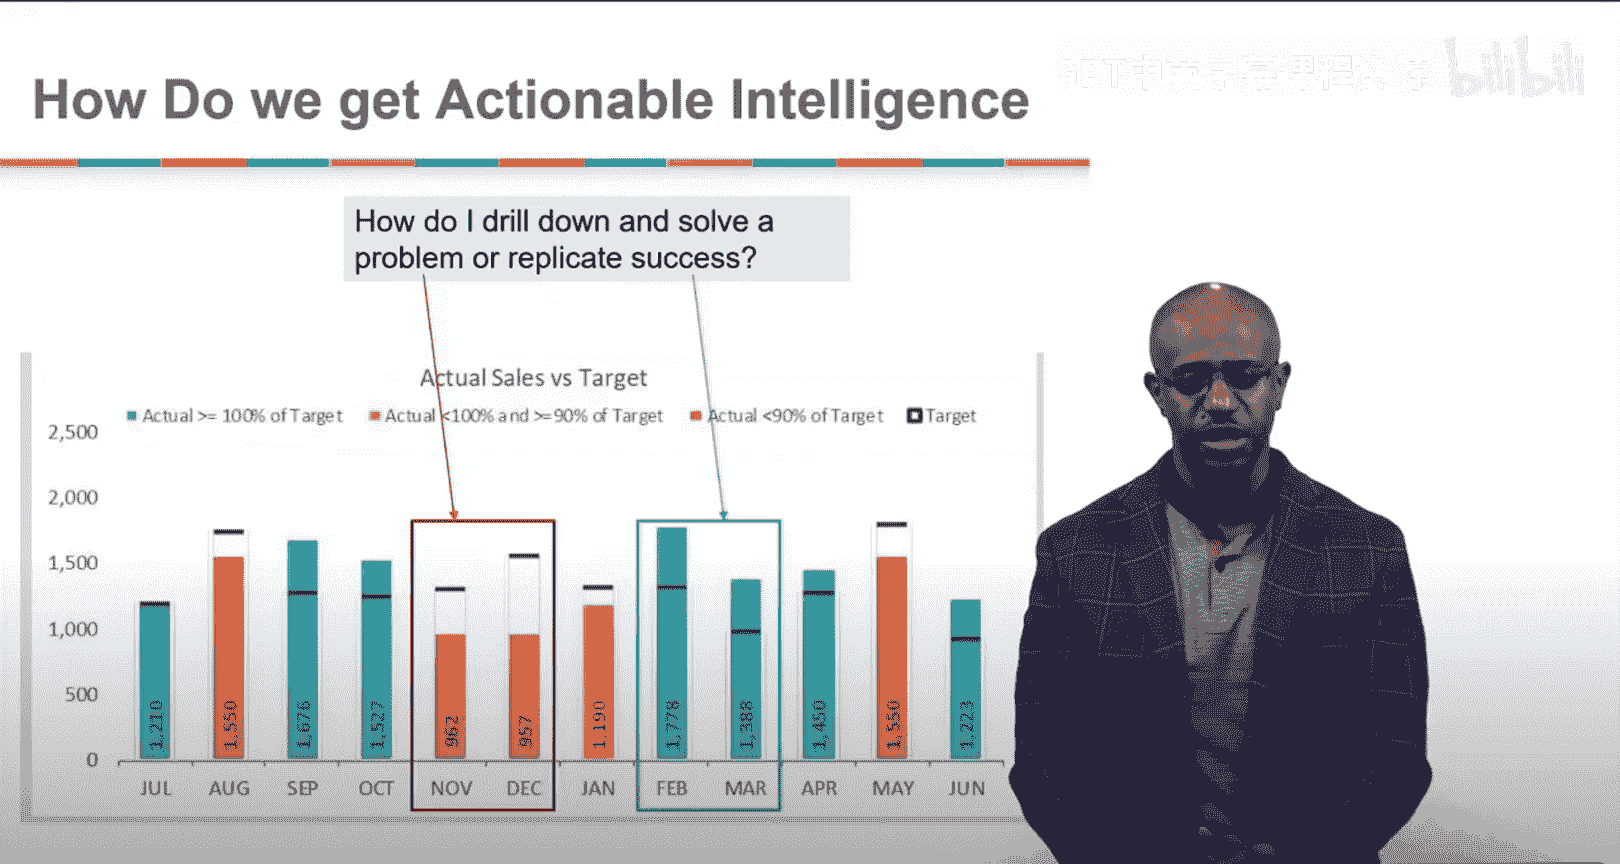 How Do we get Actionable Intelligence
bilibili
How do I drill down and solve a
problem or replicate success?
Actual Sales vs Target
Actual >= 100% of Target
Actual <100% and >=90% of Target
Actual <90% of Target
Target
2,500
2,000
1,500
1,000
500
0
1,210
1,550
1,676
1,527
962
957
1,190
1,778
1,388
1,450
1,550
1,223
JUL AUG SEP OCT NOV DEC JAN FEB MAR APR MAY JUN